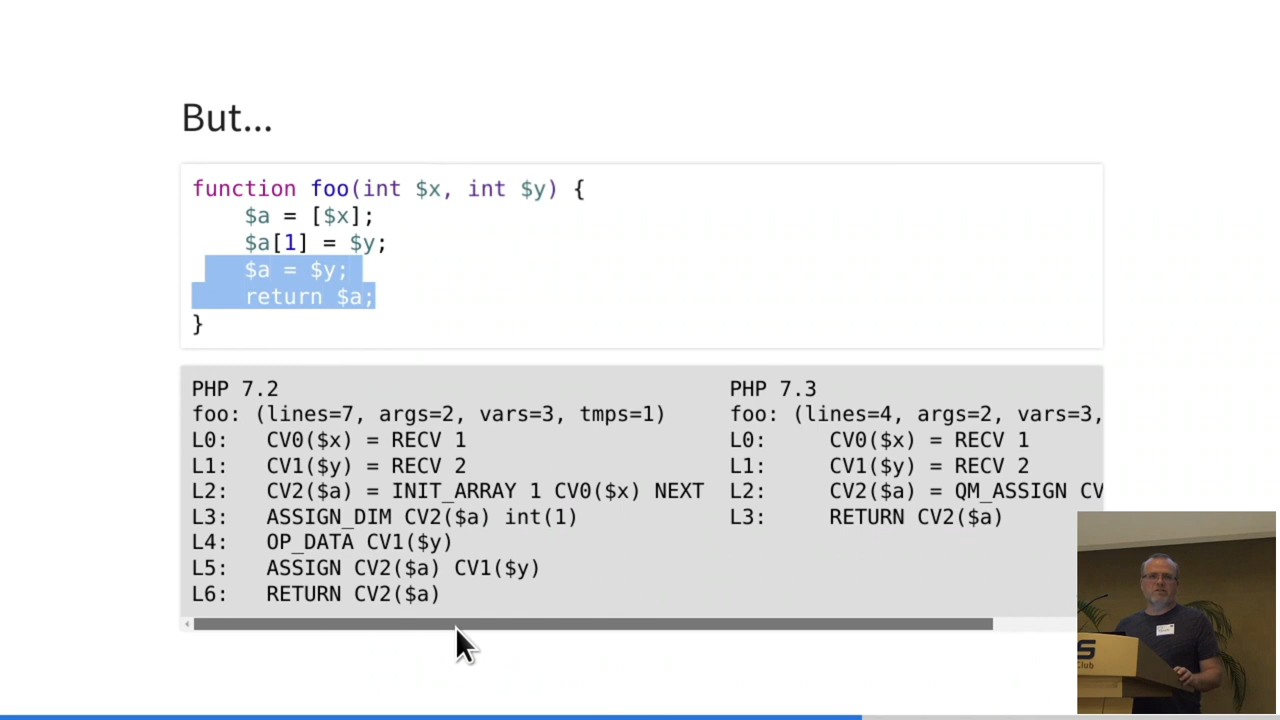 But...
function foo(int $x, int $y) {
$a = [$x];
$a[1] = $y;
$a = $y;
return $a;
}
PHP 7.2
foo: (lines=7, args=2, vars=3, tmps=1)
L0: CV0($x) = RECV 1
L1: CV1($y) = RECV 2
L2: CV2($a) = INIT_ARRAY 1 CV0($x) NEXT
L3: ASSIGN_DIM CV2($a) int(1)
L4: OP_DATA CV1($y)
L5: ASSIGN CV2($a) CV1($y)
L6: RETURN CV2($a)
PHP 7.3
foo: (lines=4, args=2, vars=3,
L0: CV0($x) = RECV 1
L1: CV1($y) = RECV 2
L2: CV2($a) = QM_ASSIGN CV
L3: RETURN CV2($a)
S
Club